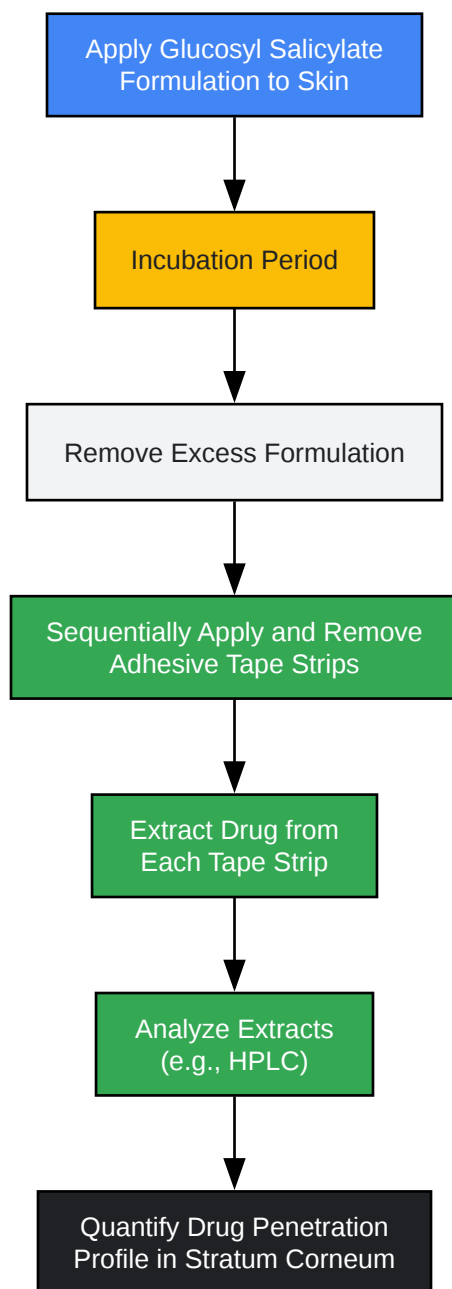 Apply Glucosyl Salicylate
Formulation to Skin
Incubation Period
Remove Excess Formulation
Sequentially Apply and Remove
Adhesive Tape Strips
Extract Drug from
Each Tape Strip
Analyze Extracts
(e.g., HPLC)
Quantify Drug Penetration
Profile in Stratum Corneum